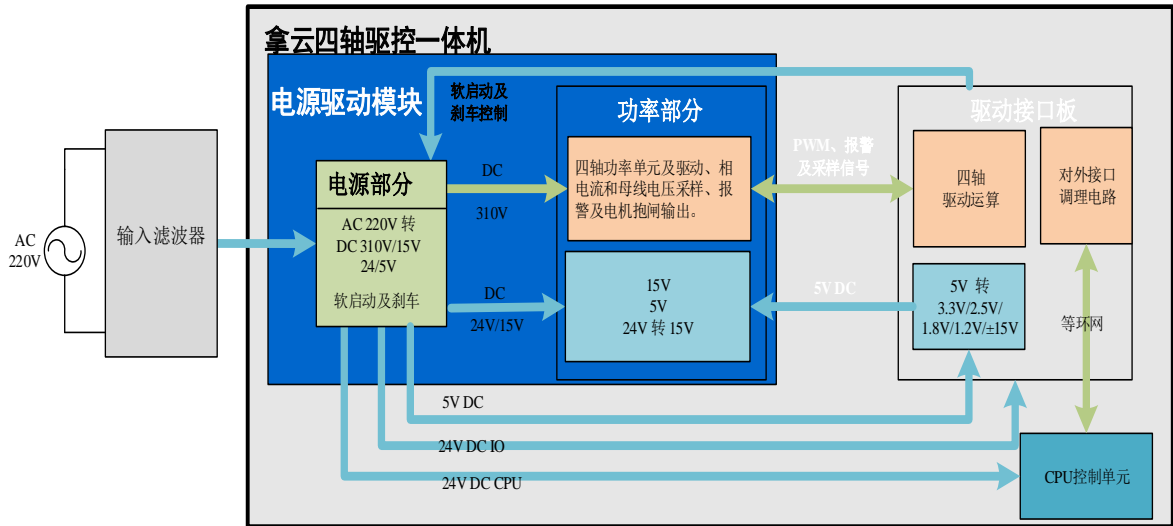 拿云四轴驱控一体机
电源驱动模块
软启动及
刹车控制
功率部分
驱动接口板
AC
220V
输入滤波器
电源部分
AC 220V 转
DC 310V/15V
24/5V
软启动及刹车
DC
310V
四轴功率单元及驱动、相
电流和母线电压采样、报
警及电机抱闸输出。
PWM、报警
及采样信号
四轴
驱动运算
对外接口
调理电路
DC
24V/15V
15V
5V
24V 转 15V
5V DC
5V 转
3.3V/2.5V/
1.8V/1.2V/±15V
等环网
5V DC
24V DC IO
24V DC CPU
CPU控制单元